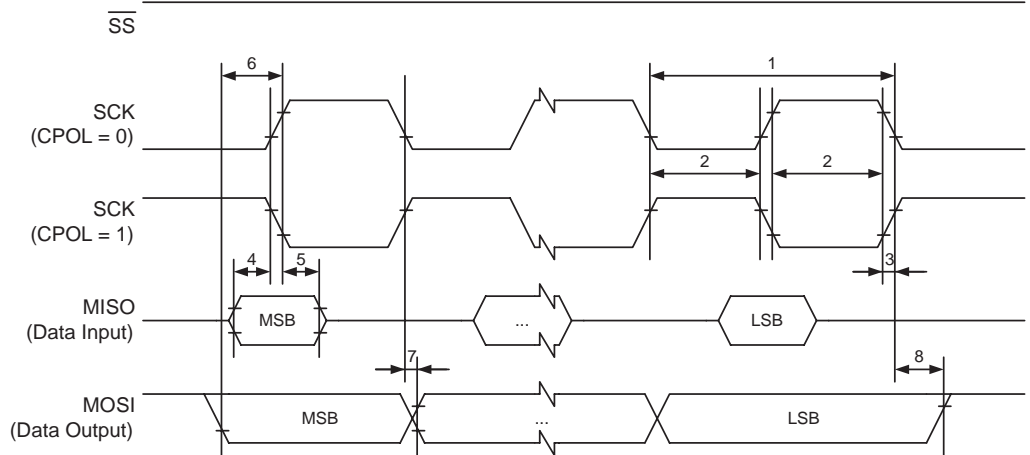 SS
6
1
SCK
(CPOL = 0)
2
2
SCK
(CPOL = 1)
4
5
3
MISO
(Data Input)
MSB
...
LSB
7
8
MOSI
(Data Output)
MSB
...
LSB